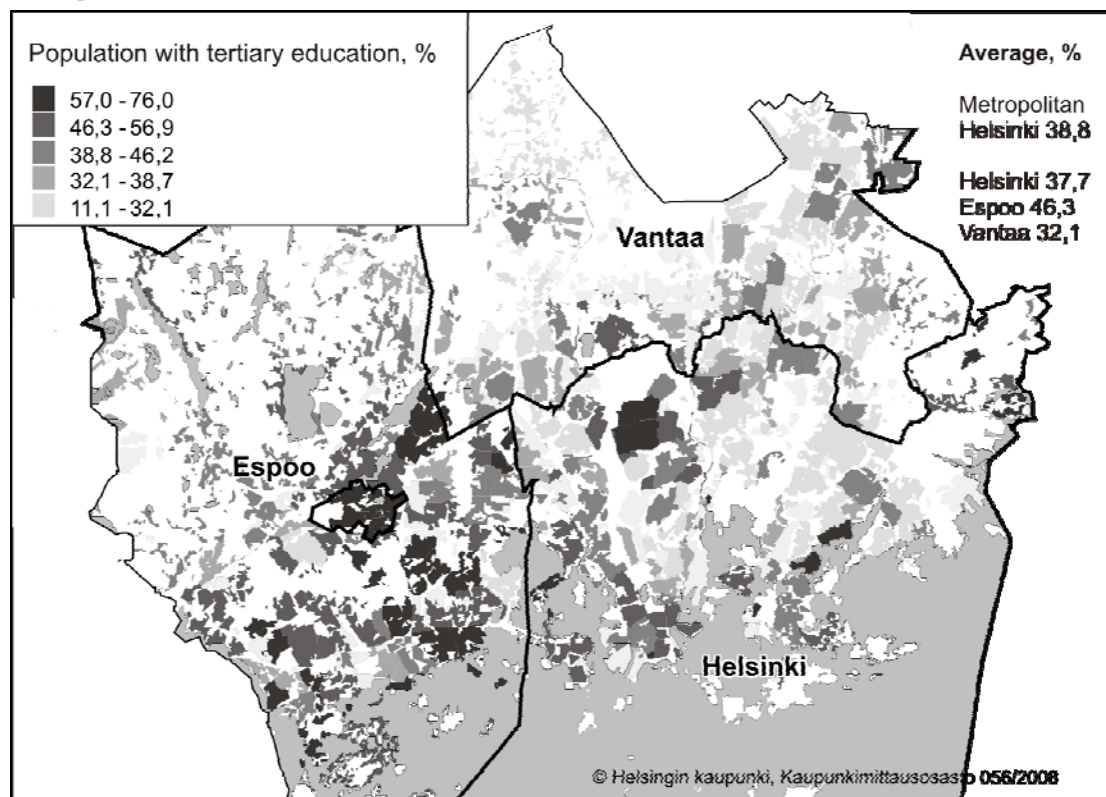 Population with tertiary education, %
57,0 - 76,0
46,3 - 56,9
38,8 - 46,2
32,1 - 38,7
11,1 - 32,1
Average, %
Metropolitan
Helsinki 38,8
Helsinki 37,7
Espoo 46,3
Vantaa 32,1
Vantaa
Espoo
Helsinki
© Helsingin kaupunki, Kaupunkimittausosasto 056/2008